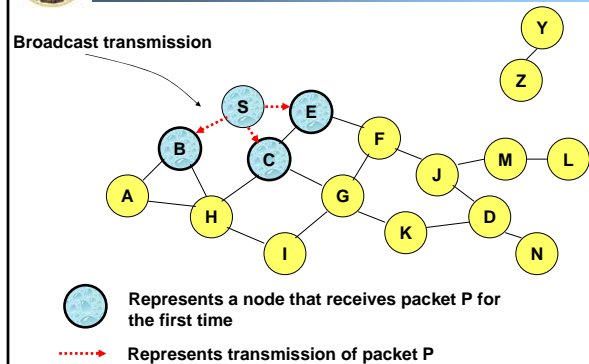 Broadcast transmission
Y
Z
S
E
B
C
F
M
L
J
A
H
G
D
K
I
N
Represents a node that receives packet P for
the first time
Represents transmission of packet P